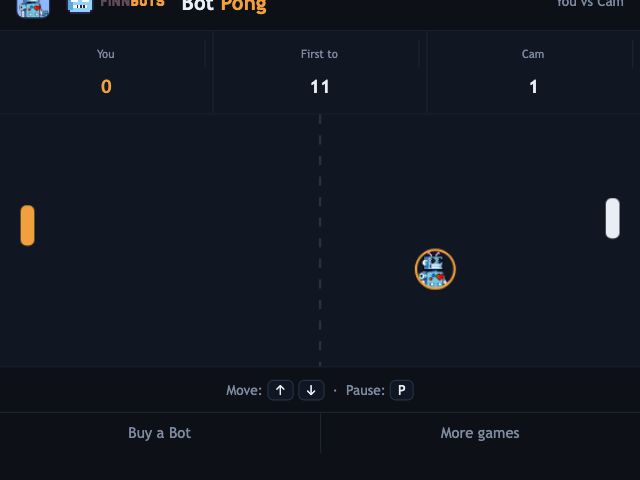 FINNBOTS Bot Pong You vs Cam
You First to Cam
0 11 1
Move: ↑ ↓ · Pause: P
Buy a Bot More games